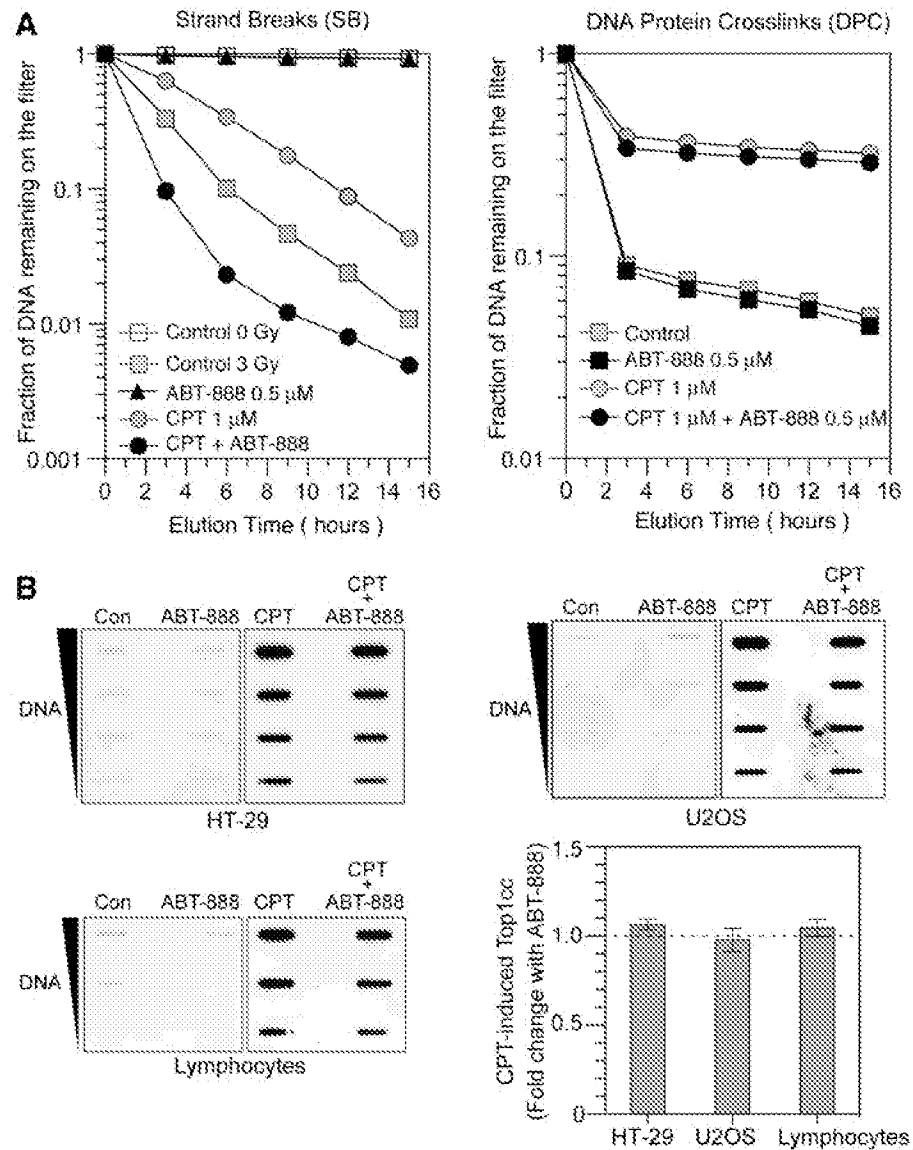 A
Strand Breaks (SB)
Fraction of DNA remaining on the filter
1
0.1
0.01
0.001
Control 0 Gy
Control 3 Gy
ABT-888 0.5 μM
CPT 1 μM
CPT + ABT-888
0 2 4 6 8 10 12 14 16
Elution Time ( hours )
DNA Protein Crosslinks (DPC)
Fraction of DNA remaining on the filter
1
0.1
0.01
Control
ABT-888 0.5 μM
CPT 1 μM
CPT 1 μM + ABT-888 0.5 μM
0 2 4 6 8 10 12 14 16
Elution Time ( hours )
B
Con ABT-888 CPT CPT + ABT-888
DNA
HT-29
Con ABT-888 CPT CPT + ABT-888
DNA
U2OS
Con ABT-888 CPT CPT + ABT-888
DNA
Lymphocytes
CPT-induced Top1cc
(Fold change with ABT-888)
1.5
1.0
0.5
0
HT-29 U2OS Lymphocytes